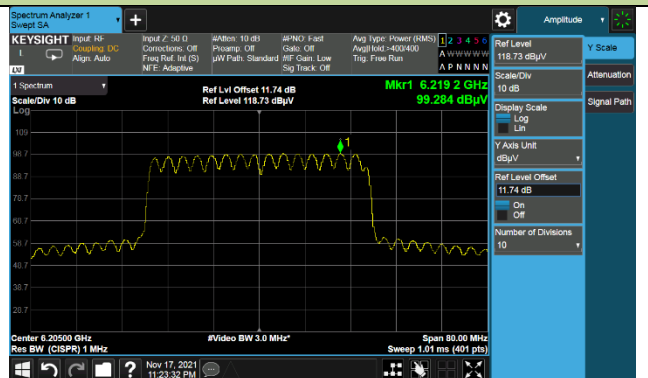 Spectrum Analyzer 1
Swept SA
Amplitude
KEYSIGHT Input: RF Input Z: 50 Ω #Atten: 10 dB #PNO: Fast Avg Type: Power (RMS) 1 2 3 4 5 6
L Coupling: DC Corrections: Off Preamp: Off Gate: Off Avg|Hold:>400/400 A W W W W W
Align: Auto Freq Ref: Int (S) µW Path: Standard #IF Gain: Low Trig: Free Run
LXI NFE: Adaptive Sig Track: Off A P N N N N
1 Spectrum
Ref Lvl Offset 11.74 dB
Mkr1 6.219 2 GHz
Scale/Div 10 dB
Ref Level 118.73 dBµV
99.284 dBµV
Log
1
109
98.7
88.7
78.7
68.7
58.7
48.7
38.7
28.7
Center 6.20500 GHz
#Video BW 3.0 MHz*
Span 80.00 MHz
Res BW (CISPR) 1 MHz
Sweep 1.01 ms (401 pts)
Ref Level
118.73 dBµV
Scale/Div
10 dB
Display Scale
Log
Lin
Y Axis Unit
dBµV
Ref Level Offset
11.74 dB
On
Off
Number of Divisions
10
Y Scale
Attenuation
Signal Path
?
Nov 17, 2021
11:23:32 PM